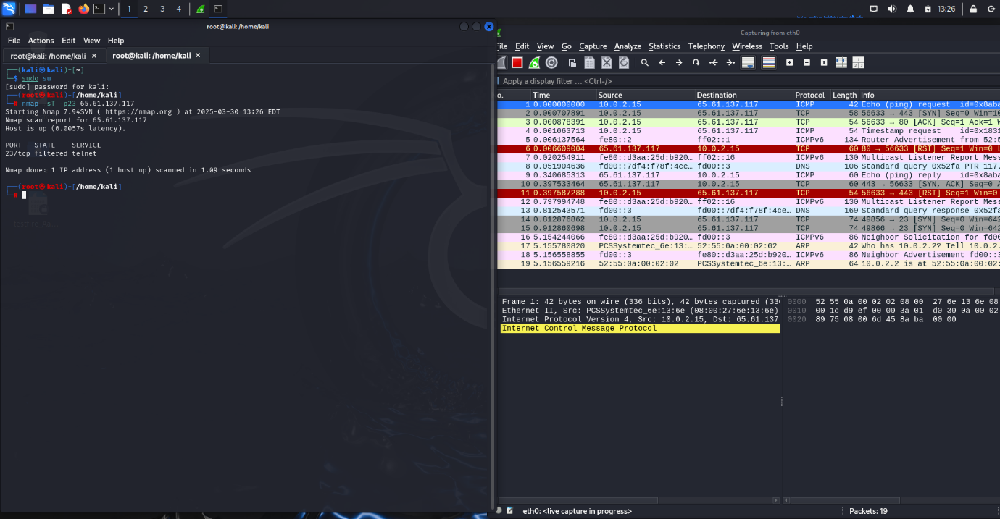 1 2 3 4
13:26
root@kali: /home/kali
File Actions Edit View Help
root@kali: /home/kali × root@kali: /home/kali ×
┌──(kali㉿kali)-[~]
└─$ sudo su
[sudo] password for kali:
┌──(root㉿kali)-[/home/kali]
└─# nmap -sT -p23 65.61.137.117
Starting Nmap 7.94SVN ( https://nmap.org ) at 2025-03-30 13:26 EDT
Nmap scan report for 65.61.137.117
Host is up (0.0057s latency).
PORT STATE SERVICE
23/tcp filtered telnet
Nmap done: 1 IP address (1 host up) scanned in 1.09 seconds
┌──(root㉿kali)-[/home/kali]
└─#
Capturing from eth0
File Edit View Go Capture Analyze Statistics Telephony Wireless Tools Help
Apply a display filter ... <Ctrl-/>
o. Time Source Destination Protocol Length Info
1 0.000000000 10.0.2.15 65.61.137.117 ICMP 42 Echo (ping) request id=0x8aba
2 0.000707891 10.0.2.15 65.61.137.117 TCP 58 56633 → 443 [SYN] Seq=0 Win=10
3 0.000878391 10.0.2.15 65.61.137.117 TCP 54 56633 → 80 [ACK] Seq=1 Ack=1 W
4 0.001063713 10.0.2.15 65.61.137.117 ICMP 54 Timestamp request id=0x1831
5 0.006137564 fe80::2 ff02::1 ICMPv6 134 Router Advertisement from 52:5
6 0.006609004 65.61.137.117 10.0.2.15 TCP 60 80 → 56633 [RST] Seq=1 Win=0 L
7 0.020254911 fe80::d3aa:25d:b920… ff02::16 ICMPv6 130 Multicast Listener Report Mess
8 0.051904636 fd00::7df4:f78f:4ce… fd00::3 DNS 106 Standard query 0x52fa PTR 117.
9 0.340685313 65.61.137.117 10.0.2.15 ICMP 60 Echo (ping) reply id=0x8aba
10 0.397533464 65.61.137.117 10.0.2.15 TCP 60 443 → 56633 [SYN, ACK] Seq=0 A
11 0.397587288 10.0.2.15 65.61.137.117 TCP 54 56633 → 443 [RST] Seq=1 Win=0
12 0.797994748 fe80::d3aa:25d:b920… ff02::16 ICMPv6 130 Multicast Listener Report Mess
13 0.812543571 fd00::3 fd00::7df4:f78f:4ce… DNS 169 Standard query response 0x52fa
14 0.812876862 10.0.2.15 65.61.137.117 TCP 74 49856 → 23 [SYN] Seq=0 Win=642
15 0.912860698 10.0.2.15 65.61.137.117 TCP 74 49866 → 23 [SYN] Seq=0 Win=642
16 5.154244066 fe80::d3aa:25d:b920… fd00::3 ICMPv6 86 Neighbor Solicitation for fd00
17 5.155780820 PCSSystemtec_6e:13:… 52:55:0a:00:02:02 ARP 42 Who has 10.0.2.2? Tell 10.0.2.
18 5.156558855 fd00::3 fe80::d3aa:25d:b920… ICMPv6 86 Neighbor Advertisement fd00::3
19 5.156559216 52:55:0a:00:02:02 PCSSystemtec_6e:13:… ARP 64 10.0.2.2 is at 52:55:0a:00:02:
Frame 1: 42 bytes on wire (336 bits), 42 bytes captured (336
Ethernet II, Src: PCSSystemtec_6e:13:6e (08:00:27:6e:13:6e)
Internet Protocol Version 4, Src: 10.0.2.15, Dst: 65.61.137
Internet Control Message Protocol
0000 52 55 0a 00 02 02 08 00 27 6e 13 6e 08
0010 00 1c d9 ef 00 00 3a 01 d0 30 0a 00 02
0020 89 75 08 00 6d 45 8a ba 00 00
eth0: <live capture in progress> Packets: 19